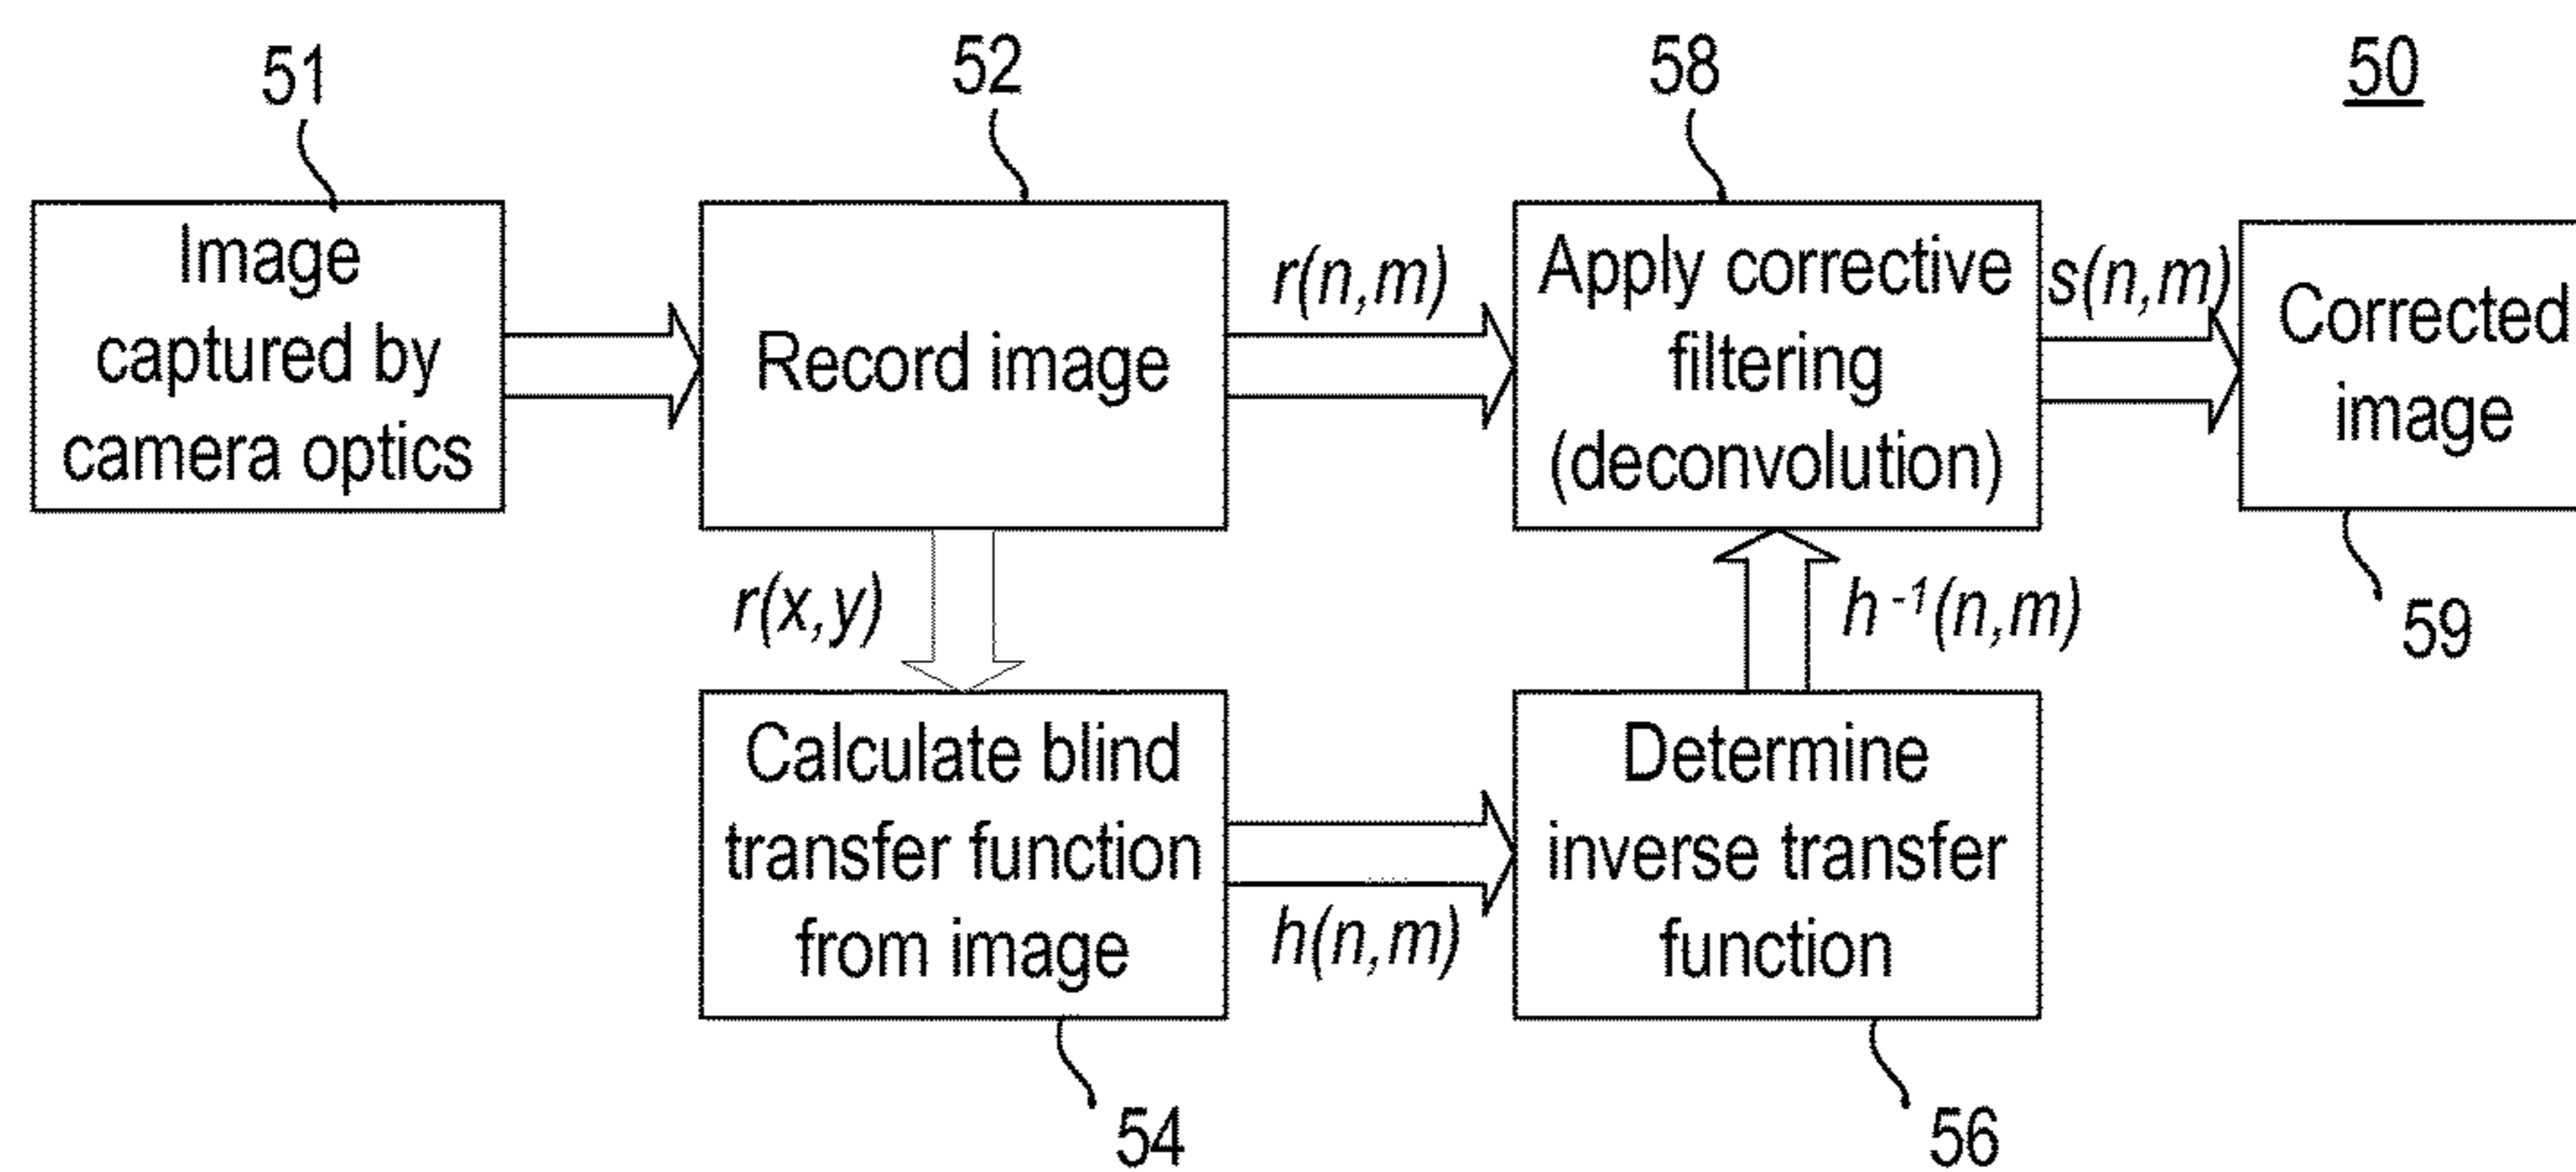 51
52
58
50
Image
captured by
camera optics
Record image
r(n,m)
Apply corrective
filtering
(deconvolution)
s(n,m)
Corrected
image
r(x,y)
h⁻¹(n,m)
59
Calculate blind
transfer function
from image
h(n,m)
Determine
inverse transfer
function
54
56